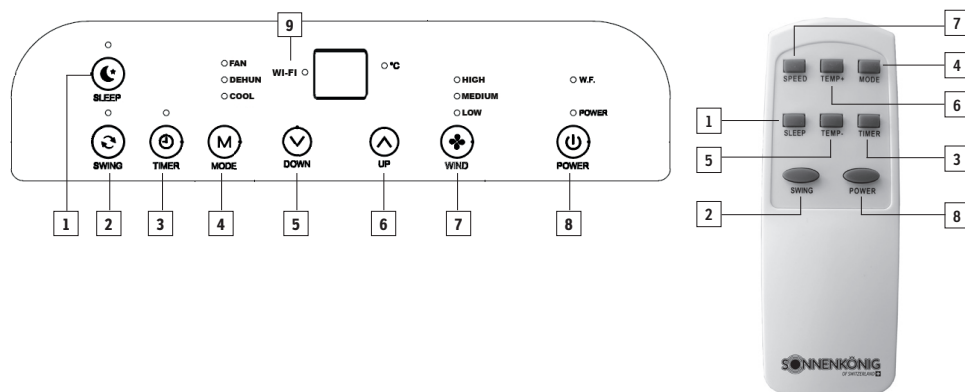 9
7
FAN
WI-FI
°C
DEHUN
HIGH
W.F.
SPEED
TEMP+
MODE
4
1
SLEEP
COOL
MEDIUM
LOW
POWER
6
1
SLEEP
TEMP-
TIMER
SWING
TIMER
M
MODE
DOWN
UP
WIND
POWER
5
3
SWING
POWER
1
2
3
4
5
6
7
8
2
8
SONNENKÖNIG
OF SWITZERLAND